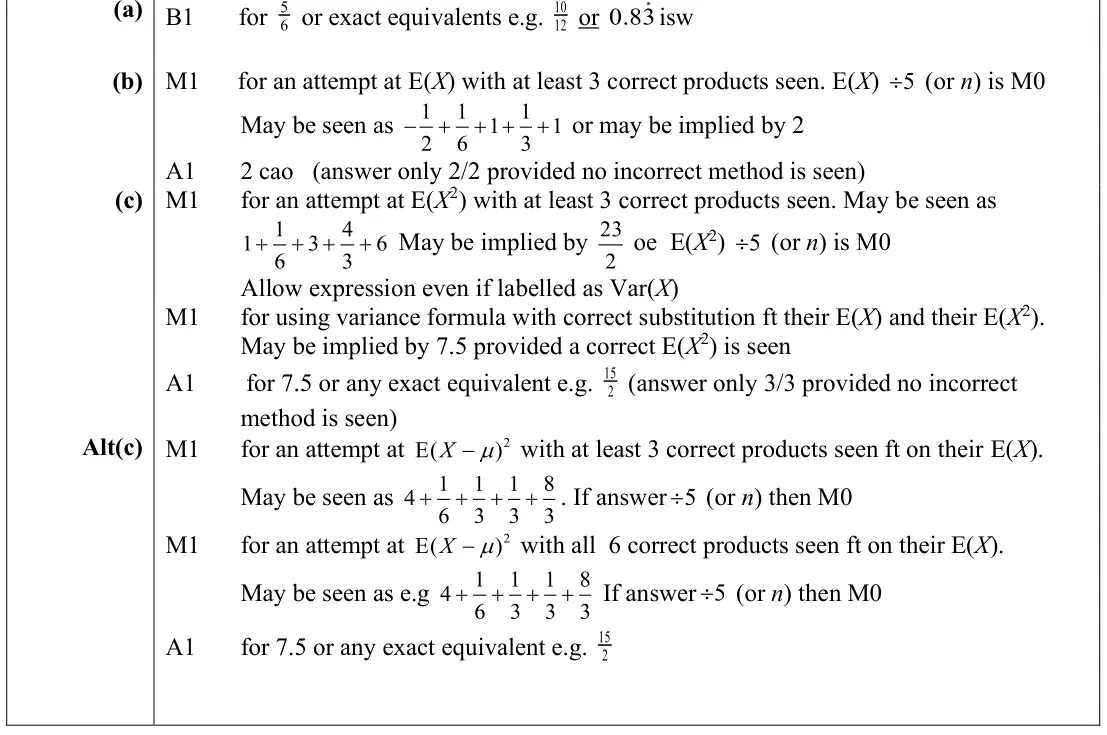 (a) B1 for 5/6 or exact equivalents e.g. 10/12 or 0.83̇ isw
(b) M1 for an attempt at E(X) with at least 3 correct products seen. E(X) ÷5 (or n) is M0
May be seen as −1/2 + 1/6 + 1 + 1/3 + 1 or may be implied by 2
A1 2 cao (answer only 2/2 provided no incorrect method is seen)
(c) M1 for an attempt at E(X²) with at least 3 correct products seen. May be seen as
1 + 1/6 + 3 + 4/3 + 6 May be implied by 23/2 oe E(X²) ÷5 (or n) is M0
Allow expression even if labelled as Var(X)
M1 for using variance formula with correct substitution ft their E(X) and their E(X²).
May be implied by 7.5 provided a correct E(X²) is seen
A1 for 7.5 or any exact equivalent e.g. 15/2 (answer only 3/3 provided no incorrect
method is seen)
Alt(c) M1 for an attempt at E(X − μ)² with at least 3 correct products seen ft on their E(X).
May be seen as 4 + 1/6 + 1/3 + 1/3 + 8/3 . If answer ÷5 (or n) then M0
M1 for an attempt at E(X − μ)² with all 6 correct products seen ft on their E(X).
May be seen as e.g 4 + 1/6 + 1/3 + 1/3 + 8/3 If answer ÷5 (or n) then M0
A1 for 7.5 or any exact equivalent e.g. 15/2